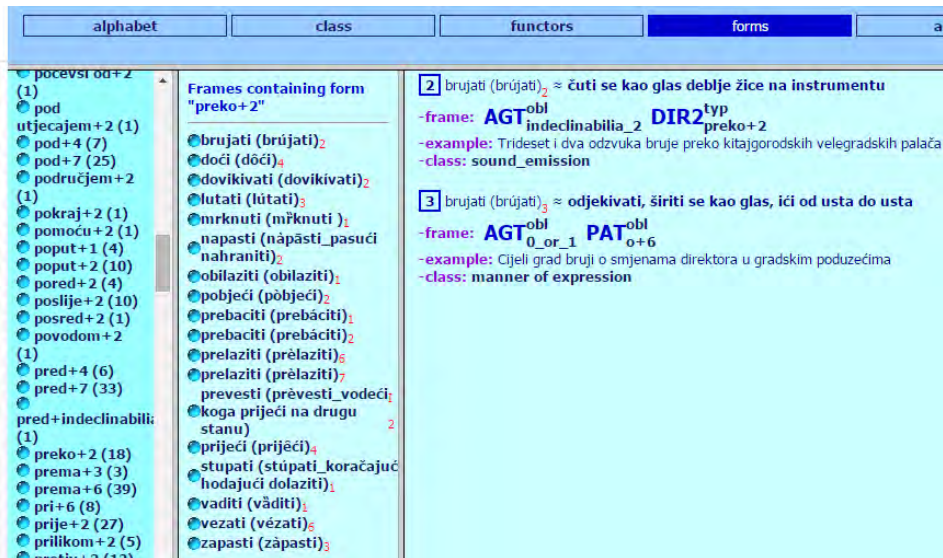 alphabet
class
functors
forms
a
počevši od+2
(1)
pod
utjecajem+2 (1)
pod+4 (7)
pod+7 (25)
područjem+2
(1)
pokraj+2 (1)
pomoću+2 (1)
poput+1 (4)
poput+2 (10)
pored+2 (4)
poslije+2 (10)
posred+2 (1)
povodom+2
(1)
pred+4 (6)
pred+7 (33)
pred+indeclinabilia
(1)
preko+2 (18)
prema+3 (3)
prema+6 (39)
pri+6 (8)
prije+2 (27)
prilikom+2 (5)
Frames containing form
"preko+2"
brujati (brújati)2
doći (dôći)4
dovikivati (dovikívati)2
lutati (lútati)3
mrknuti (mȑknuti )1
napasti (nàpāsti_pasući
nahraniti)2
obilaziti (obìlaziti)1
pobjeći (pòbjeći)2
prebaciti (prebáciti)1
prebaciti (prebáciti)2
prelaziti (prèlaziti)6
prelaziti (prèlaziti)7
prevesti (prèvesti_vodeći1
koga prijeći na drugu
stanu) 2
prijeći (prijêći)4
stupati (stúpati_koračajuć
hodajući dolaziti)1
vaditi (vȁditi)1
vezati (vézati)6
zapasti (zàpasti)3
2 brujati (brújati)2 ≈ čuti se kao glas deblje žice na instrumentu
-frame: AGT obl indeclinabilia_2 DIR2 typ preko+2
-example: Trideset i dva odzvuka bruje preko kitajgorodskih velegradskih palača
-class: sound_emission
3 brujati (brújati)3 ≈ odjekivati, širiti se kao glas, ići od usta do usta
-frame: AGT obl 0_or_1 PAT obl o+6
-example: Cijeli grad bruji o smjenama direktora u gradskim poduzećima
-class: manner of expression